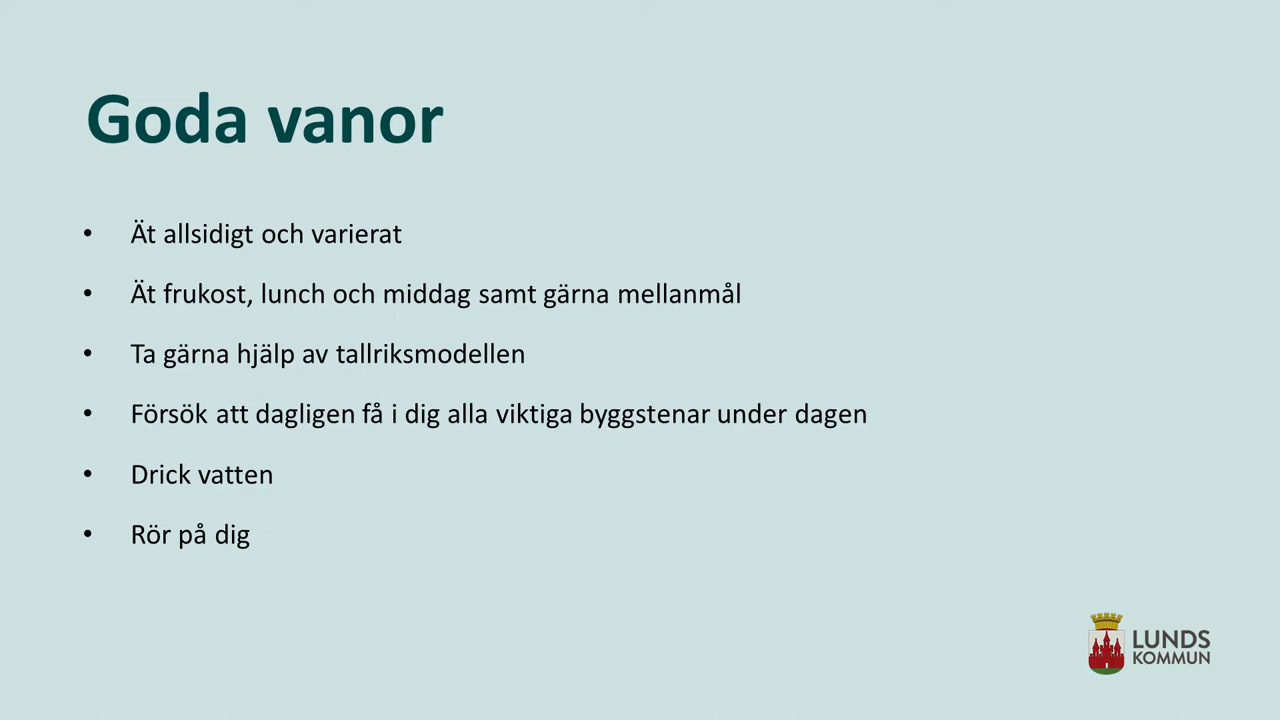 Goda vanor
• Ät allsidigt och varierat
• Ät frukost, lunch och middag samt gärna mellanmål
• Ta gärna hjälp av tallriksmodellen
• Försök att dagligen få i dig alla viktiga byggstenar under dagen
• Drick vatten
• Rör på dig
LUNDS
KOMMUN